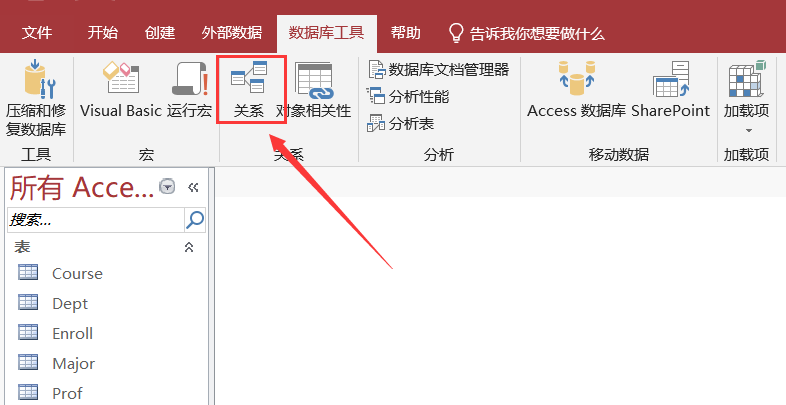 文件 开始 创建 外部数据 数据库工具 帮助 告诉我你想要做什么
压缩和修复数据库
Visual Basic 运行宏
关系 对象相关性
数据库文档管理器
分析性能
分析表
Access 数据库 SharePoint
加载项
工具 宏 关系 分析 移动数据 加载项
所有 Acce...
搜索...
表
Course
Dept
Enroll
Major
Prof